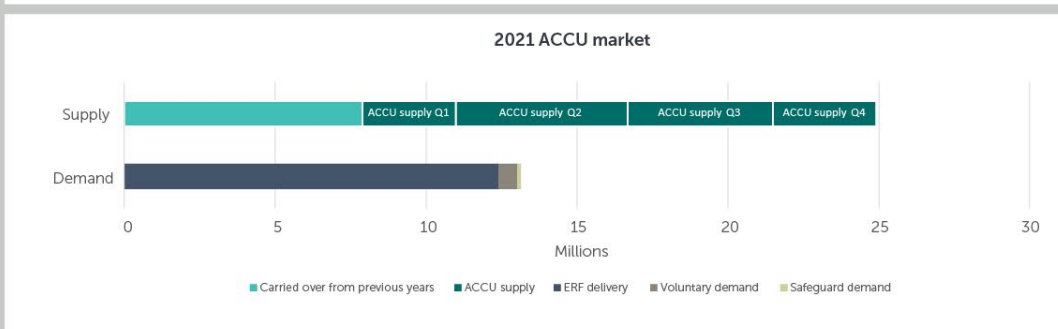 2021 ACCU market
Supply
ACCU supply Q1
ACCU supply Q2
ACCU supply Q3
ACCU supply Q4
Demand
0 5 10 15 20 25 30
Millions
Carried over from previous years ACCU supply ERF delivery Voluntary demand Safeguard demand